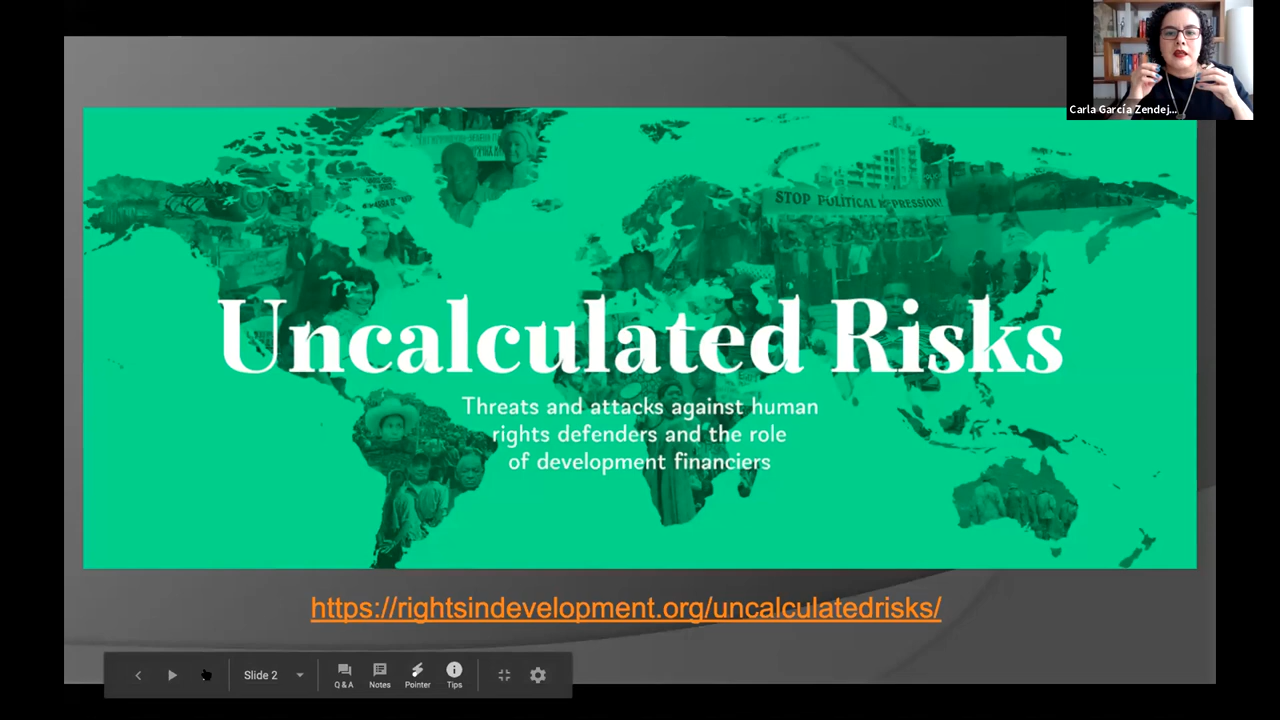 Carla García Zendej...
STOP POLITICAL REPRESSION!
Uncalculated Risks
Threats and attacks against human
rights defenders and the role
of development financiers
https://rightsindevelopment.org/uncalculatedrisks/
Slide 2
Q & A
Notes
Pointer
Tips